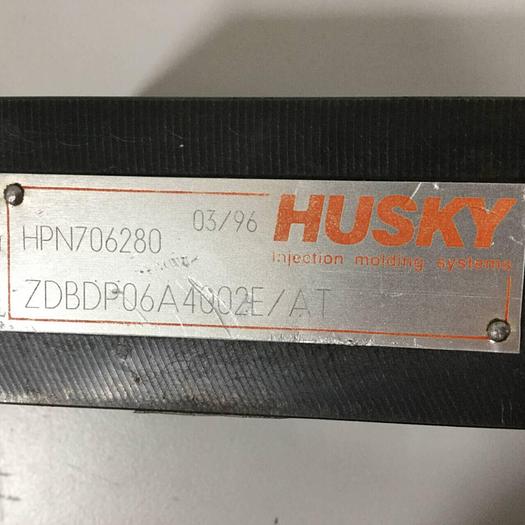 03/96 HUSKY
HPN706280
injection molding systems
ZDBDP06A4002E/AT